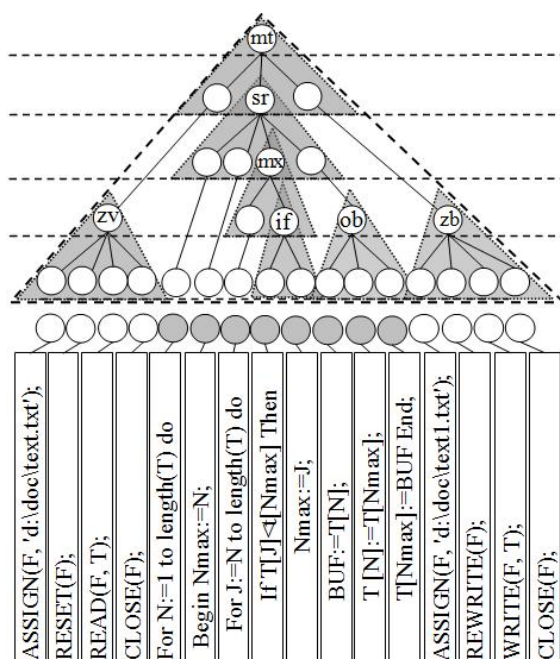 mt
sr
mx
zv
if
ob
zb
ASSIGN(F, 'd:\doc\text.txt');
RESET(F);
READ(F, T);
CLOSE(F);
For N:=1 to length(T) do
Begin Nmax:=N;
For J:=N to length(T) do
If T[J]<t[Nmax] Then
Nmax:=J;
BUF:=T[N];
T [N]:=T[Nmax];
T[Nmax]:=BUF End;
ASSIGN(F, 'd:\doc\text1.txt');
REWRITE(F);
WRITE(F, T);
CLOSE(F);